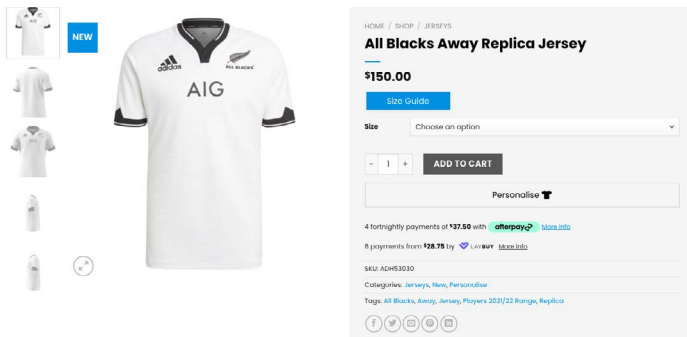 NEW
adidas
ALL BLACKS
AIG
HOME / SHOP / JERSEYS
All Blacks Away Replica Jersey
$150.00
Size Guide
Size Choose an option
- 1 + ADD TO CART
Personalise
4 fortnightly payments of $37.50 with afterpay More info
6 payments from $28.75 by LAYBUY More info
SKU: ADH53030
Categories: Jerseys, New, Personalise
Tags: All Blacks, Away, Jersey, Players 2021/22 Range, Replica